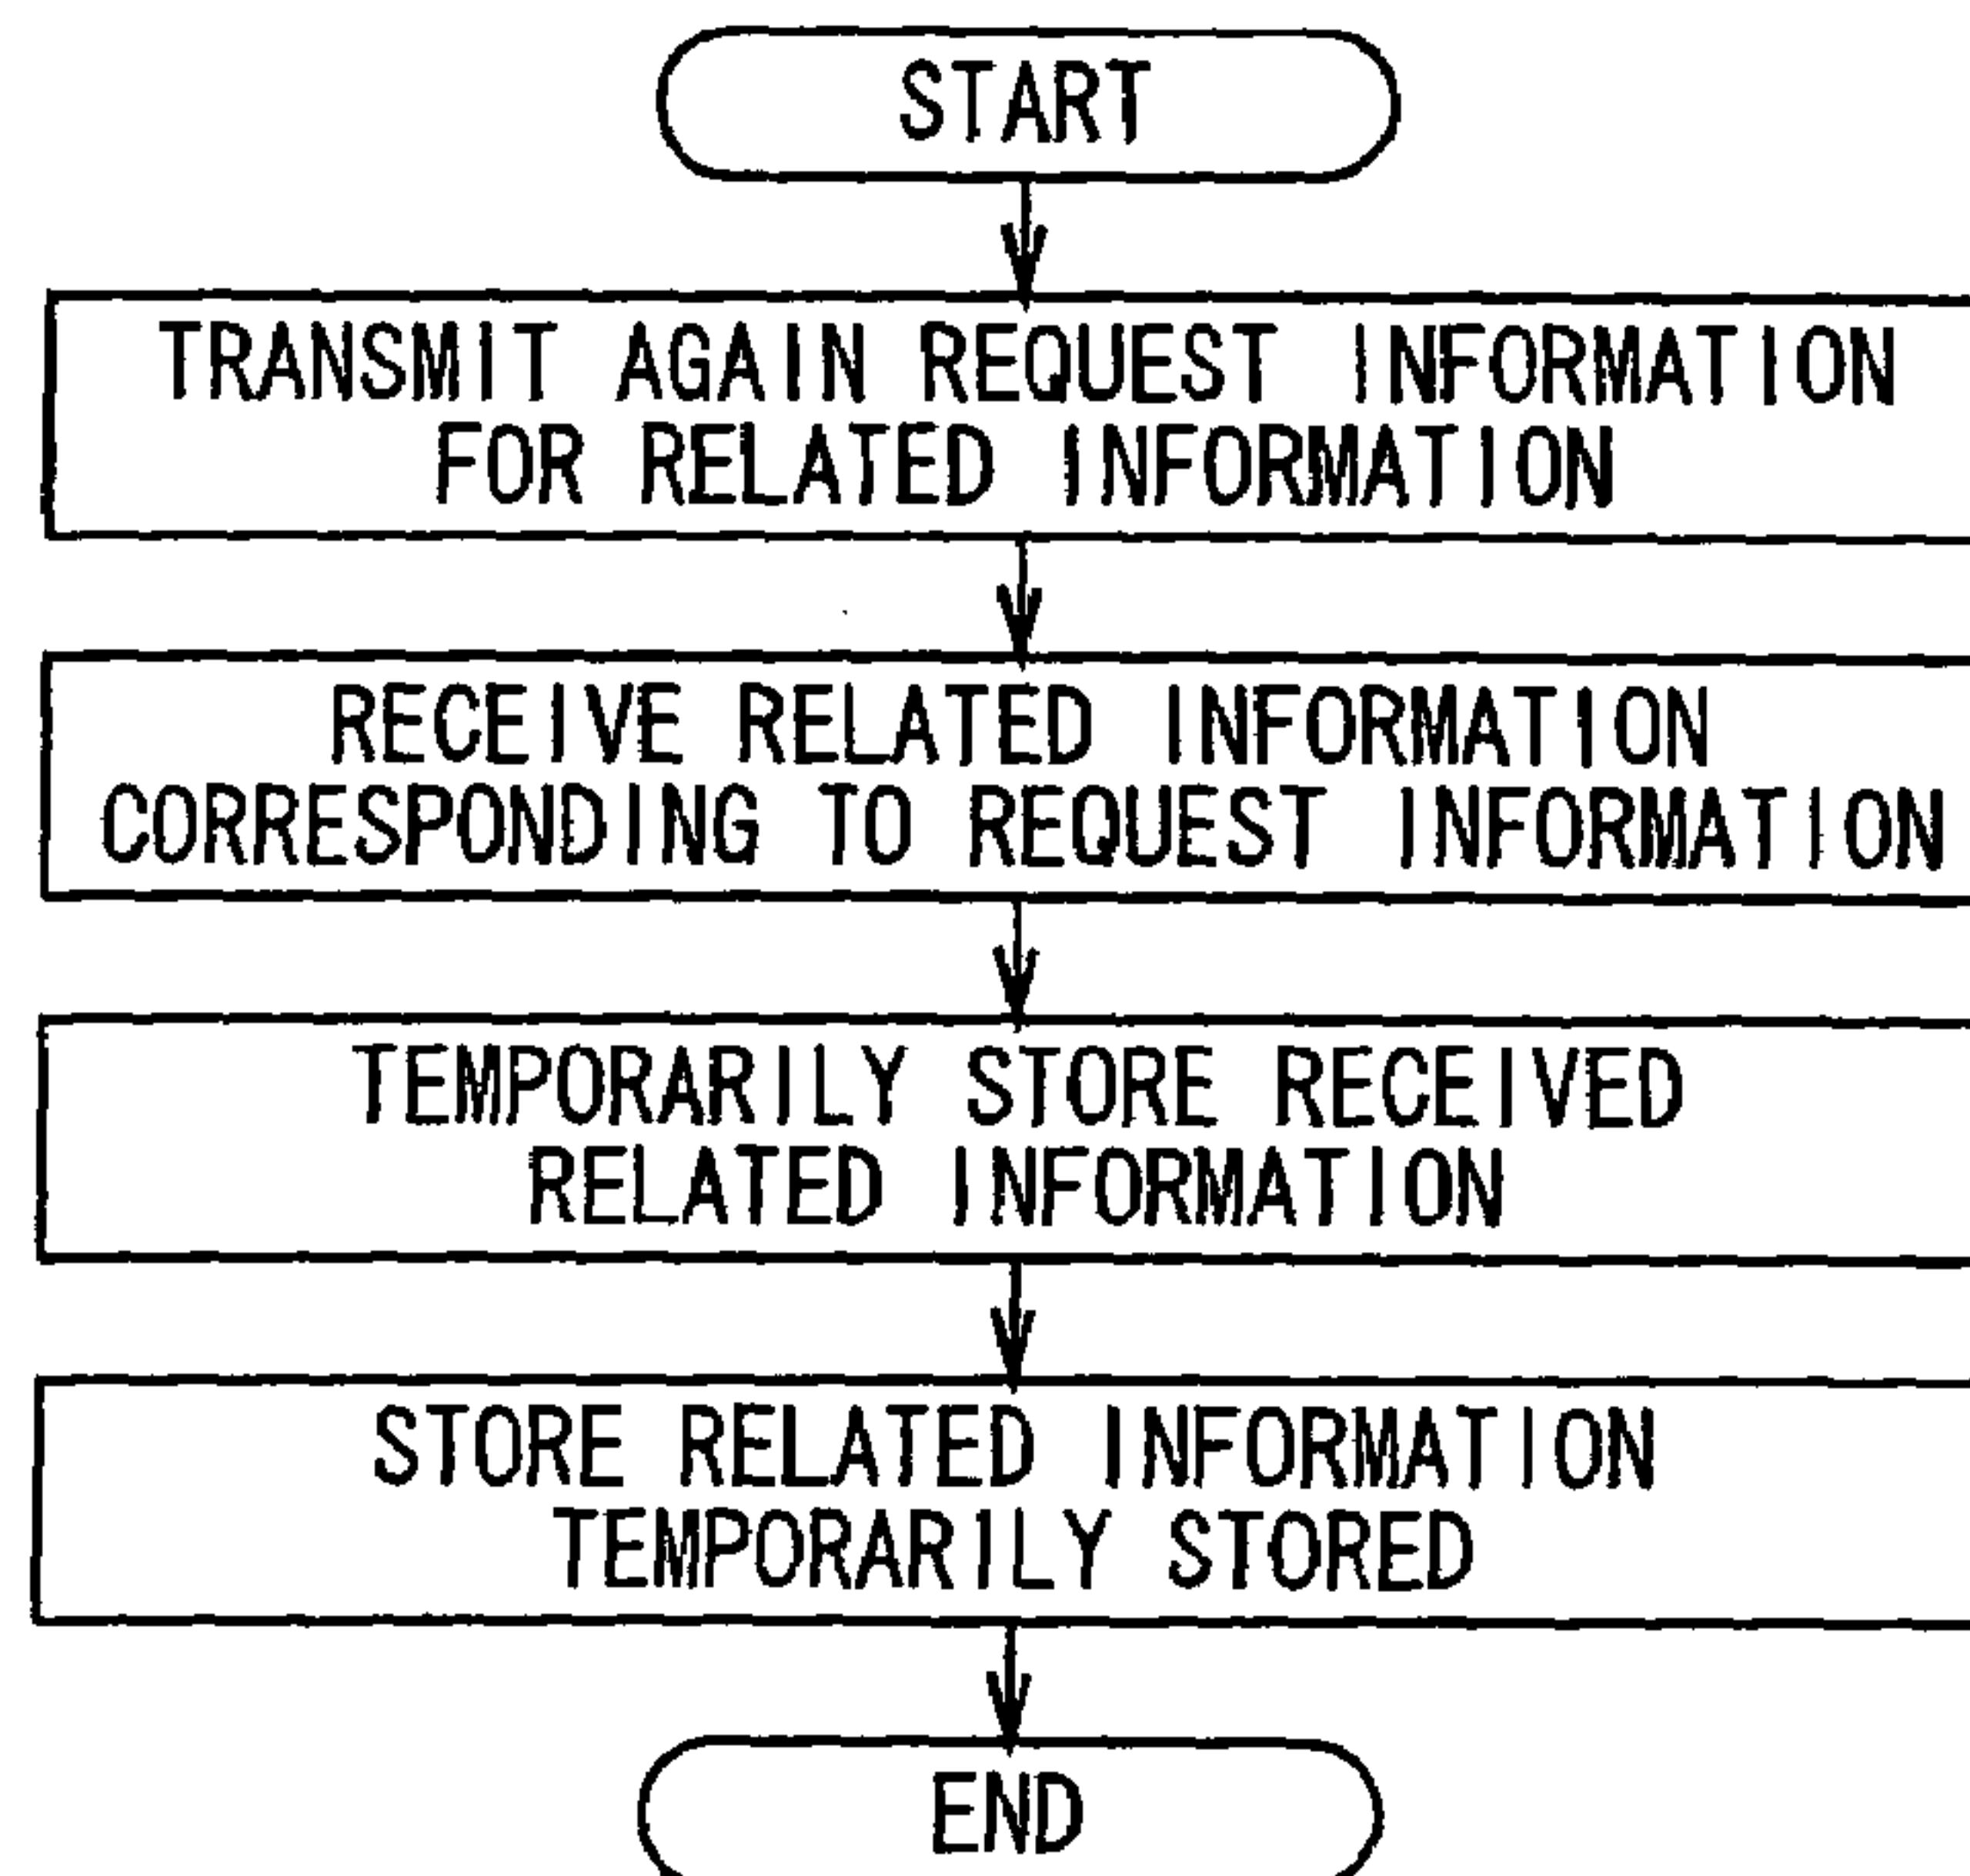 START
TRANSMIT AGAIN REQUEST INFORMATION
FOR RELATED INFORMATION
RECEIVE RELATED INFORMATION
CORRESPONDING TO REQUEST INFORMATION
TEMPORARILY STORE RECEIVED
RELATED INFORMATION
STORE RELATED INFORMATION
TEMPORARILY STORED
END